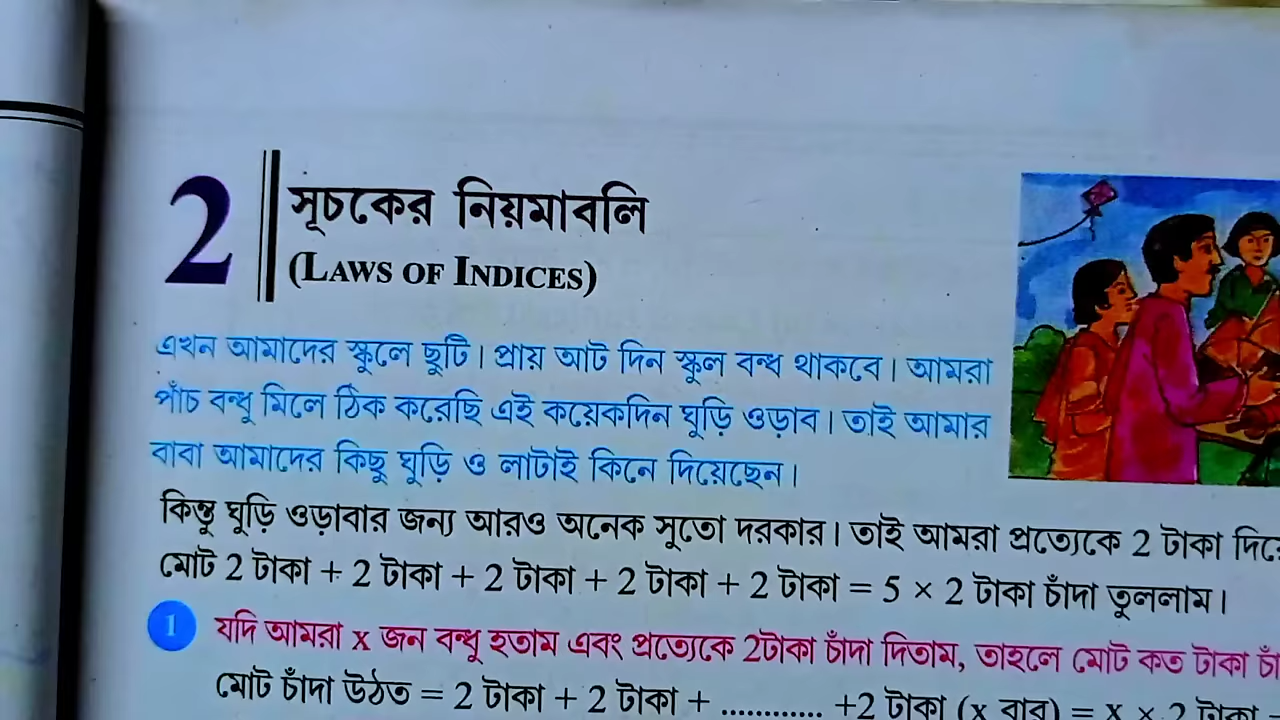 2
সূচকের নিয়মাবলি
(LAWS OF INDICES)
এখন আমাদের স্কুলে ছুটি। প্রায় আট দিন স্কুল বন্ধ থাকবে। আমরা
পাঁচ বন্ধু মিলে ঠিক করেছি এই কয়েকদিন ঘুড়ি ওড়াব। তাই আমার
বাবা আমাদের কিছু ঘুড়ি ও লাটাই কিনে দিয়েছেন।
কিন্তু ঘুড়ি ওড়াবার জন্য আরও অনেক সুতো দরকার। তাই আমরা প্রত্যেকে 2 টাকা
মোট 2 টাকা + 2 টাকা + 2 টাকা + 2 টাকা + 2 টাকা = 5 × 2 টাকা চাঁদা তুললাম।
1 যদি আমরা x জন বন্ধু হতাম এবং প্রত্যেকে 2টাকা চাঁদা দিতাম, তাহলে মোট কত টাকা
মোট চাঁদা উঠত = 2 টাকা + 2 টাকা + ............ +2 টাকা (x বার) = x × 2 টাকা